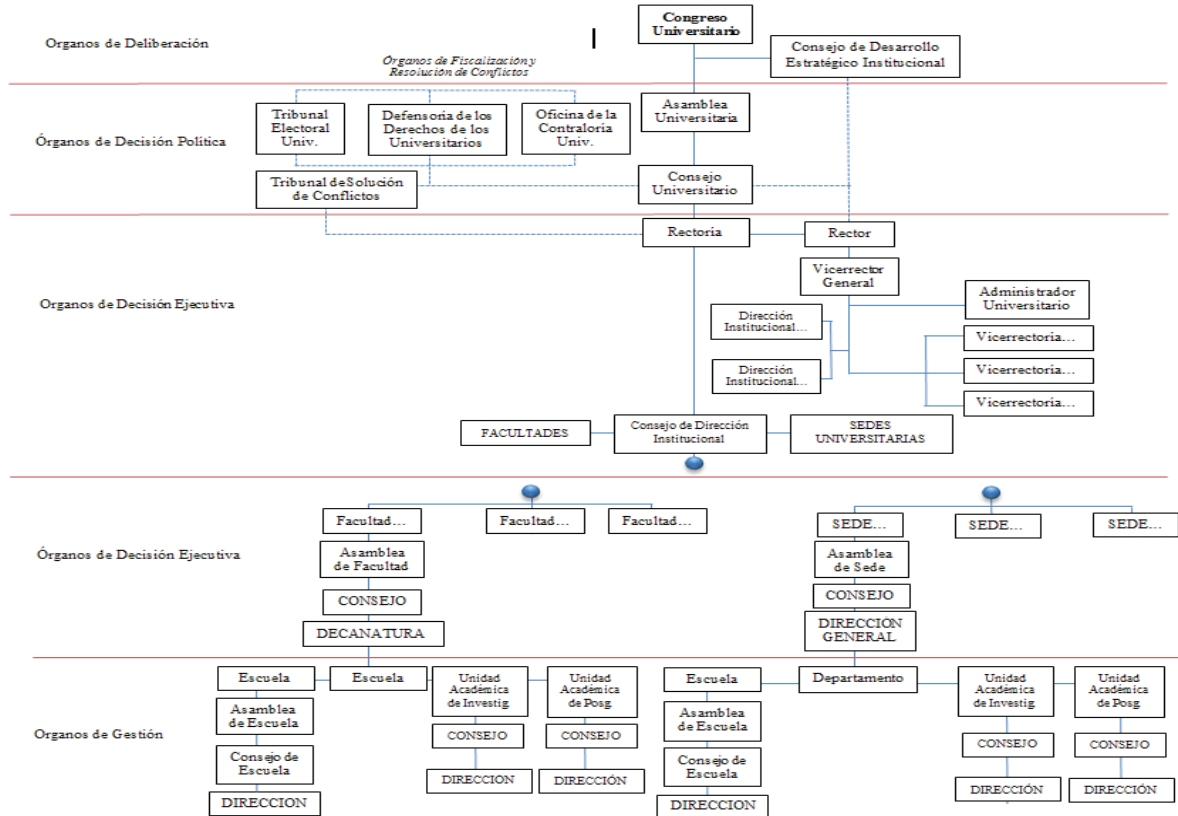 Congreso
Universitario
Organos de Deliberación
Consejo de Desarrollo
Estratégico Institucional
Órganos de Fiscalización y
Resolución de Conflictos
Tribunal
Electoral
Univ.
Defensoría de los
Derechos de los
Universitarios
Oficina de la
Contraloría
Univ.
Asamblea
Universitaria
Órganos de Decisión Política
Tribunal deSolución
de Conflictos
Consejo
Universitario
Rectoría
Rector
Vicerrector
General
Organos de Decisión Ejecutiva
Administrador
Universitario
Dirección
Institucional...
Vicerrectoría...
Dirección
Institucional...
Vicerrectoría...
Vicerrectoría...
FACULTADES
Consejo de Dirección
Institucional
SEDES
UNIVERSITARIAS
Facultad...
Facultad...
Facultad...
SEDE...
SEDE...
SEDE...
Órganos de Decisión Ejecutiva
Asamblea
de Facultad
Asamblea
de Sede
CONSEJO
CONSEJO
DECANATURA
DIRECCIÓN
GENERAL
Escuela
Escuela
Unidad
Académica
de Investig.
Unidad
Académica
de Posg.
Escuela
Departamento
Unidad
Académica
de Investig.
Unidad
Académica
de Posg.
Asamblea
de Escuela
Asamblea
de Escuela
Organos de Gestión
CONSEJO
CONSEJO
CONSEJO
CONSEJO
Consejo de
Escuela
Consejo de
Escuela
DIRECCIÓN
DIRECCIÓN
DIRECCIÓN
DIRECCIÓN
DIRECCION
DIRECCION